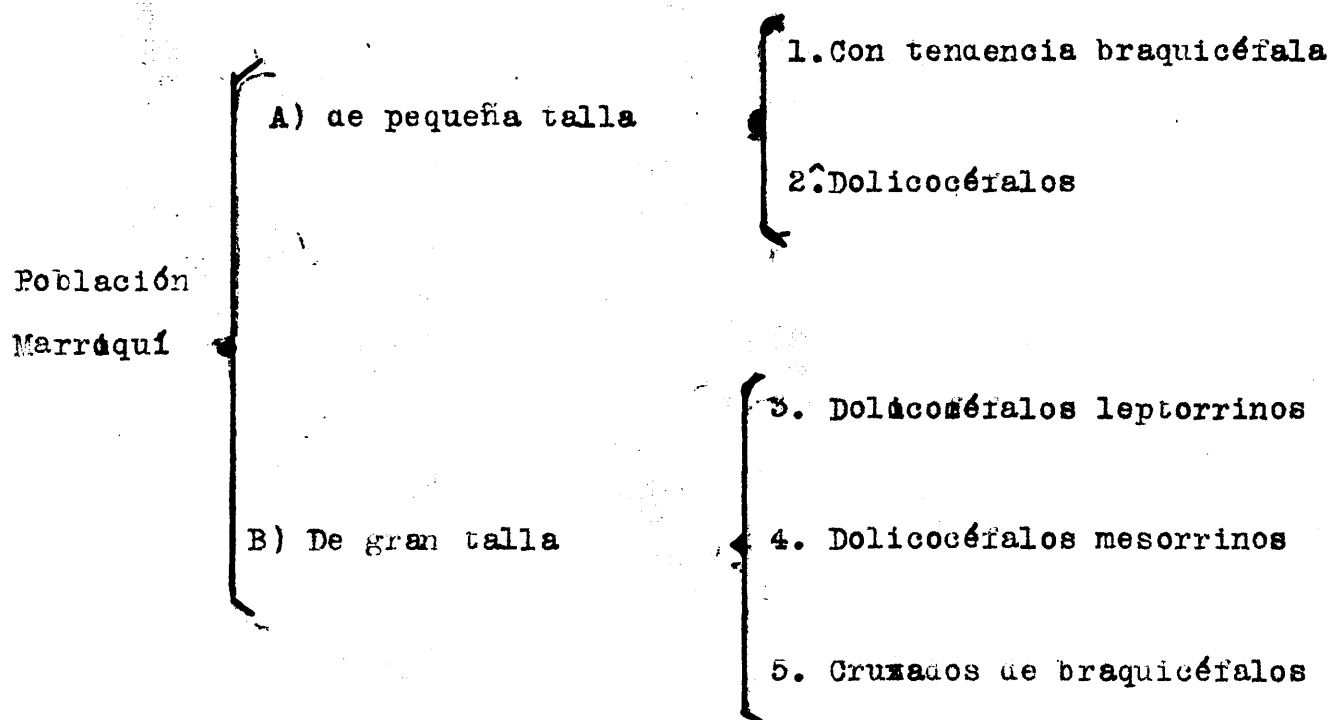 Población
Marroquí
A) de pequeña talla
1.Con tendencia braquicéfala
2.Dolicocéfalos
B) De gran talla
3. Dolicocéfalos leptorrinos
4. Dolicocéfalos mesorrinos
5. Cruzados de braquicéfalos